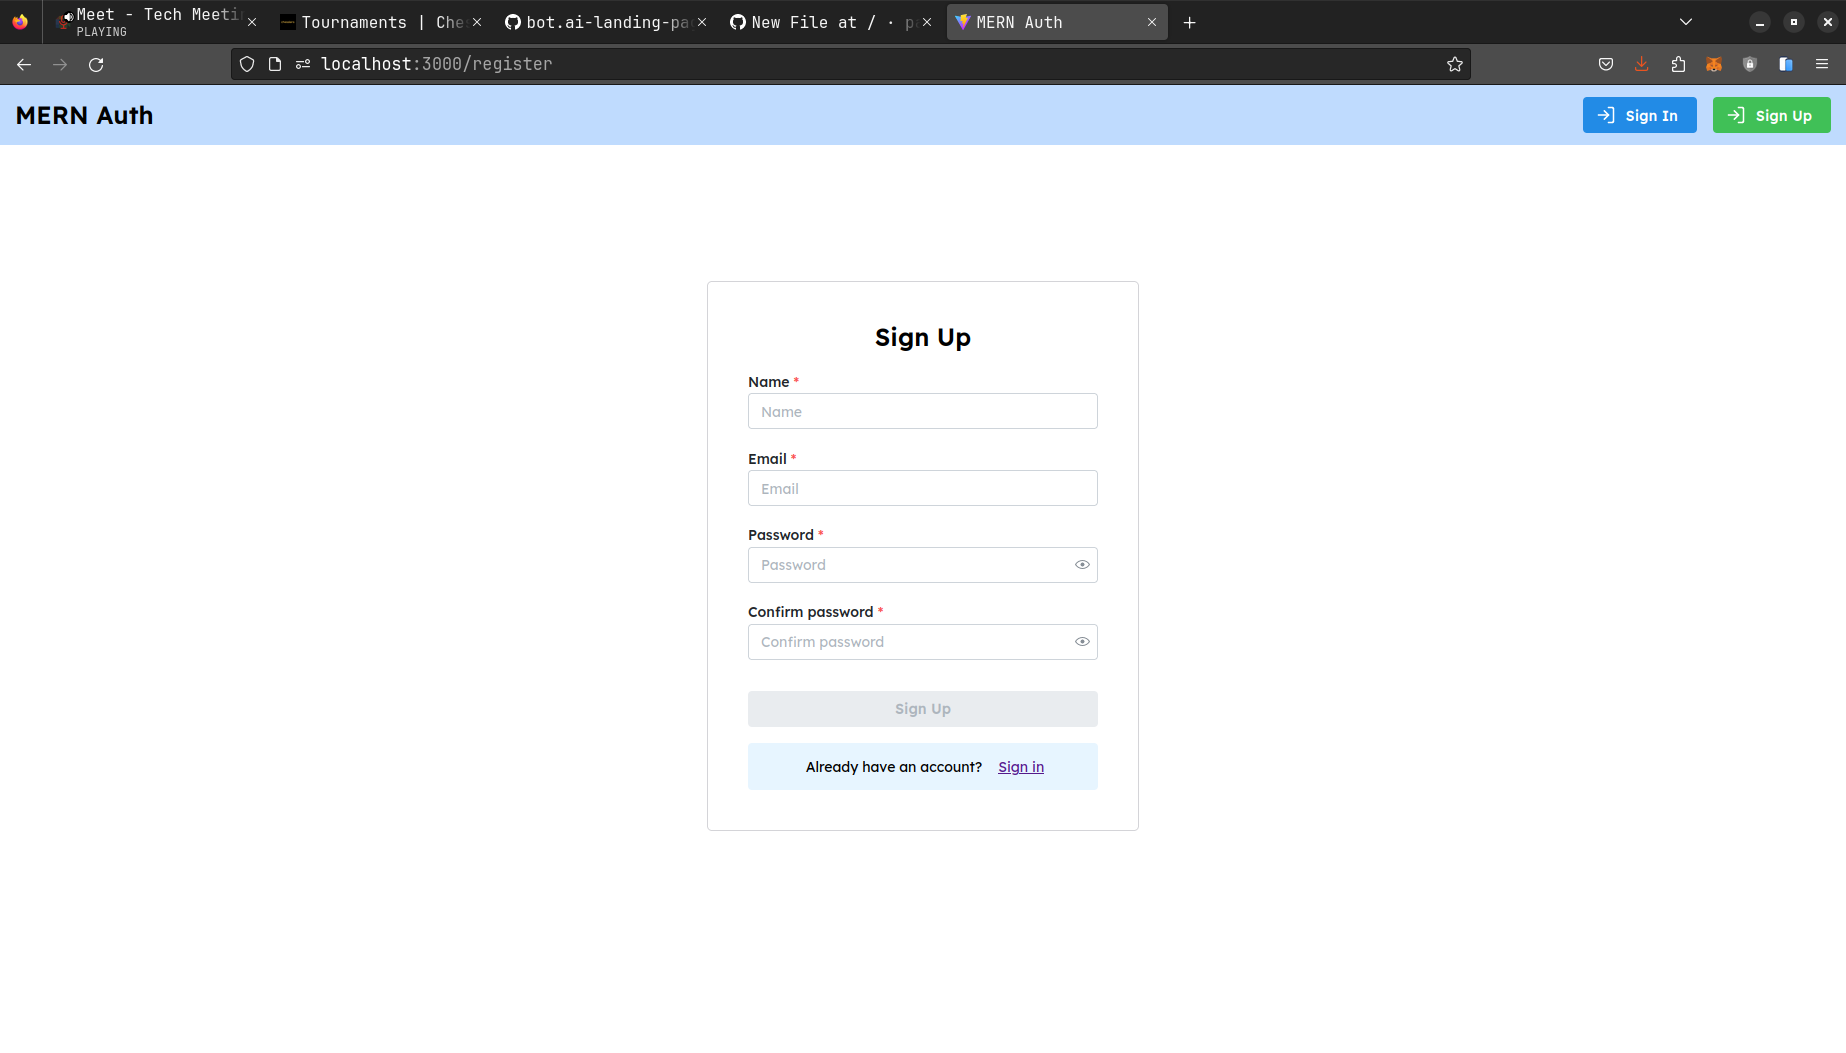 Meet - Tech Meetin
PLAYING
Tournaments | Che
bot.ai-landing-pa
New File at / · p
MERN Auth
localhost:3000/register
MERN Auth
Sign In
Sign Up
Sign Up
Name *
Name
Email *
Email
Password *
Password
Confirm password *
Confirm password
Sign Up
Already have an account? Sign in